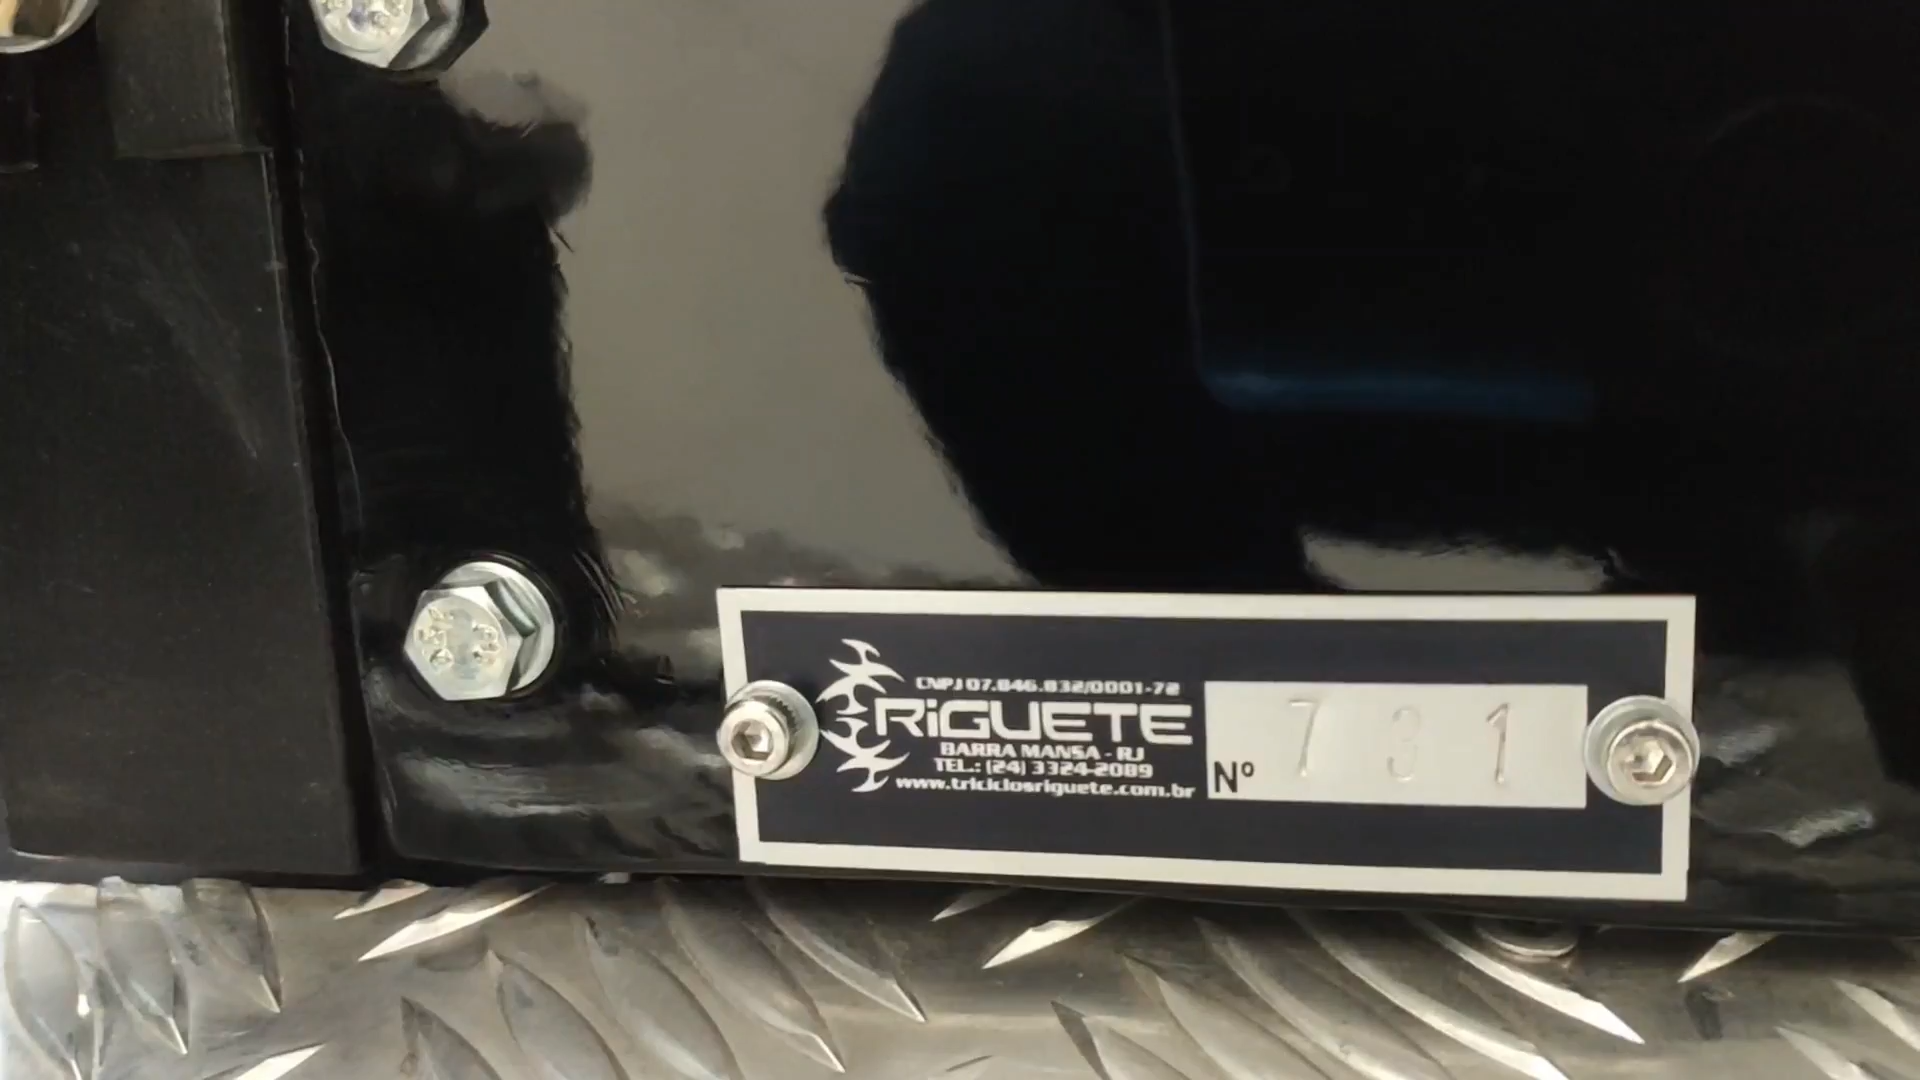 CNPJ 07.846.832/0001-72
RiGUETE
BARRA MANSA - RJ
TEL.: (24) 3324-2089
www.triciclosriguete.com.br
Nº 731